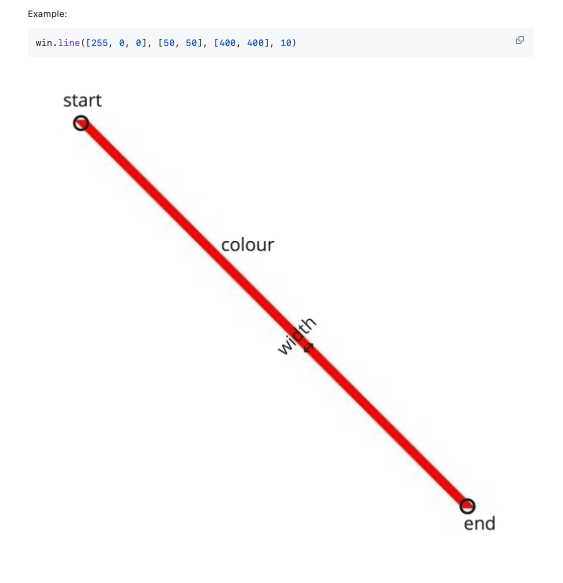 Example:
win.line([255, 0, 0], [50, 50], [400, 400], 10)
start
colour
width
end